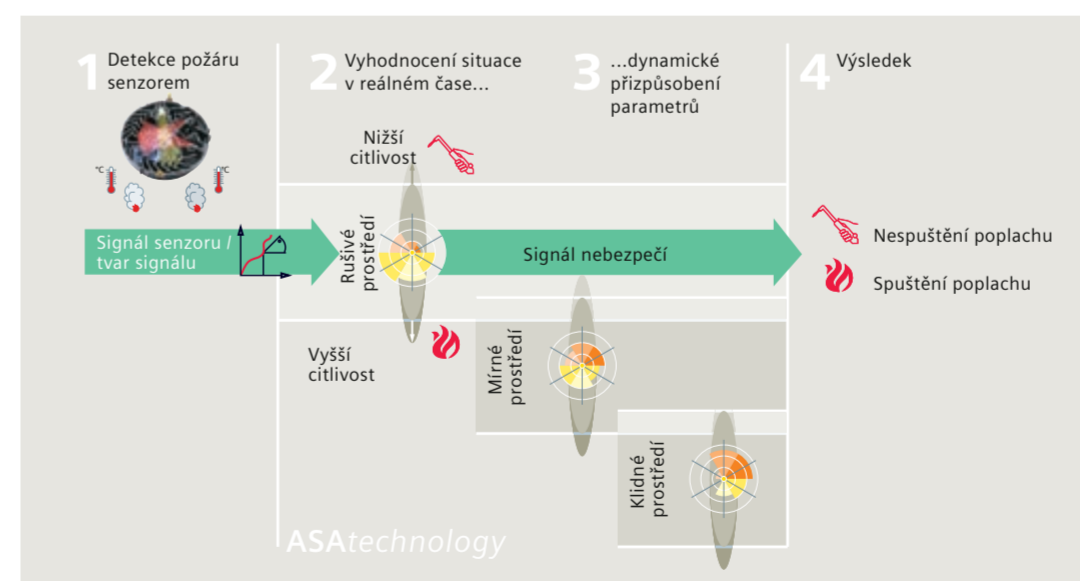 1 Detekce požáru
senzorem
2 Vyhodnocení situace
v reálném čase...
3 ...dynamické
přizpůsobení
parametrů
4 Výsledek
Nižší
citlivost
°C
°C
Signál senzoru /
tvar signálu
Rušivé
prostředí
Signál nebezpečí
Nespuštění poplachu
Spuštění poplachu
Vyšší
citlivost
Mírné
prostředí
Klidné
prostředí
ASAtechnology